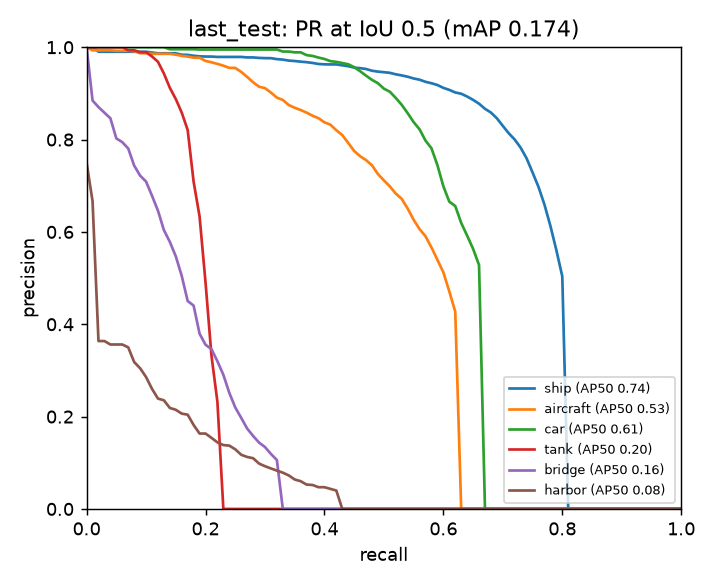 last_test: PR at IoU 0.5 (mAP 0.174)
1.0
0.8
0.6
0.4
0.2
0.0
precision
0.0 0.2 0.4 0.6 0.8 1.0
recall
ship (AP50 0.74)
aircraft (AP50 0.53)
car (AP50 0.61)
tank (AP50 0.20)
bridge (AP50 0.16)
harbor (AP50 0.08)